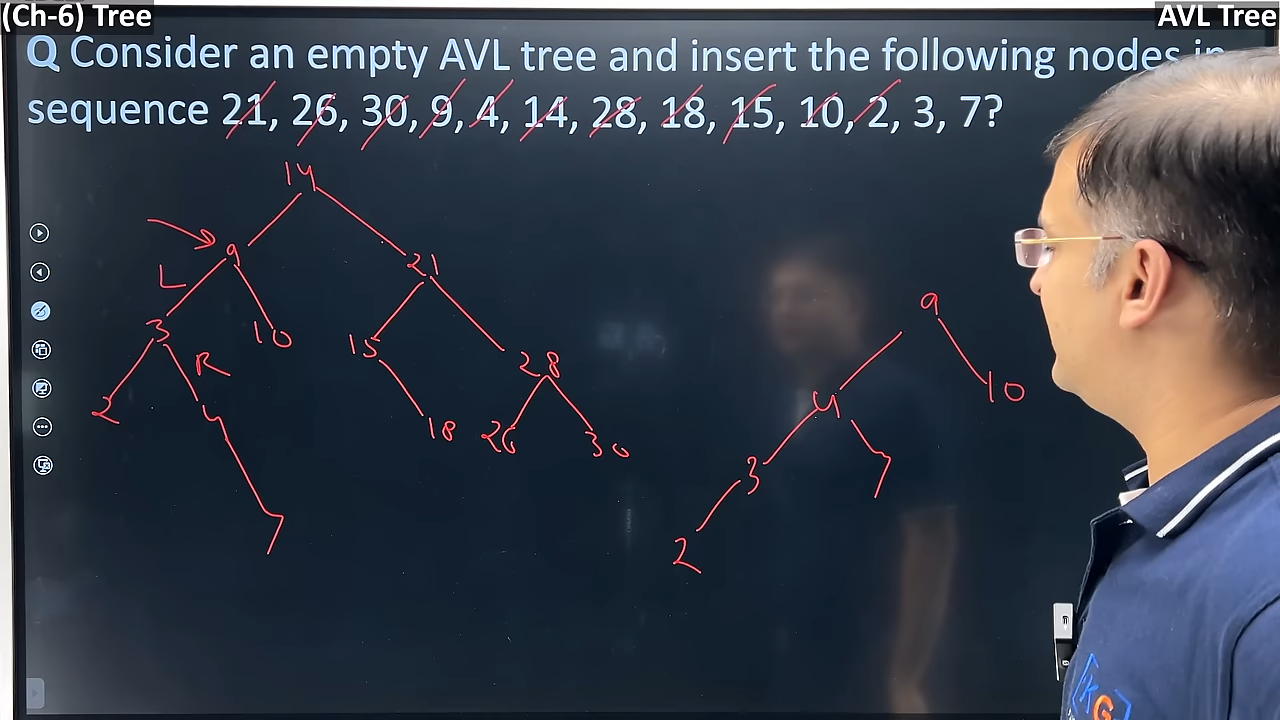 (Ch-6) Tree
AVL Tree
Q Consider an empty AVL tree and insert the following nodes in
sequence 21, 26, 30, 9, 4, 14, 28, 18, 15, 10, 2, 3, 7?
14
9
21
L
3
10
15
28
R
2
4
18
26
30
7
9
4
10
3
7
2
KG